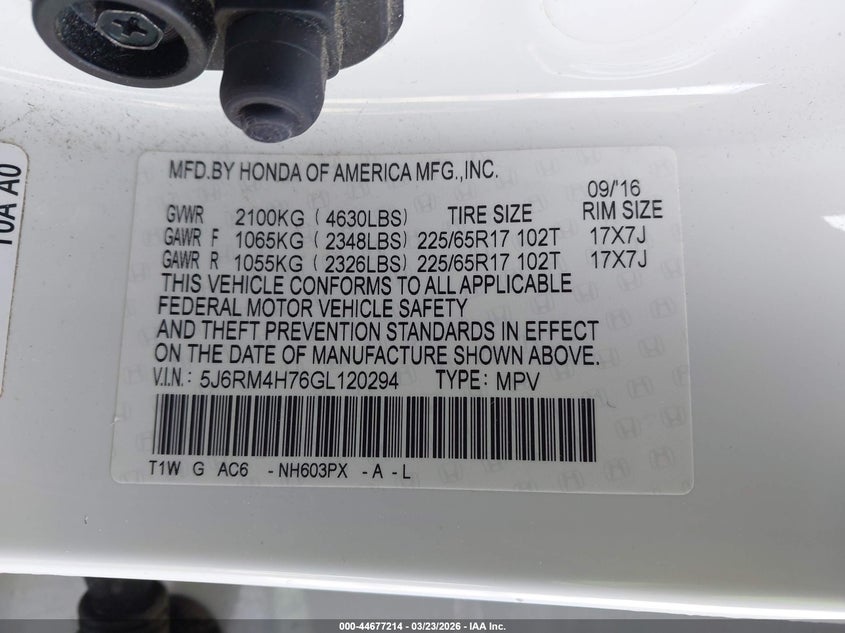 10A A0
MFD.BY HONDA OF AMERICA MFG.,INC.
09/'16
GVWR 2100KG ( 4630LBS) TIRE SIZE RIM SIZE
GAWR F 1065KG ( 2348LBS) 225/65R17 102T 17X7J
GAWR R 1055KG ( 2326LBS) 225/65R17 102T 17X7J
THIS VEHICLE CONFORMS TO ALL APPLICABLE
FEDERAL MOTOR VEHICLE SAFETY
AND THEFT PREVENTION STANDARDS IN EFFECT
ON THE DATE OF MANUFACTURE SHOWN ABOVE.
V.I.N.: 5J6RM4H76GL120294 TYPE: MPV
T1W G AC6 -NH603PX -A -L
000-44677214 - 03/23/2026 - IAA Inc.